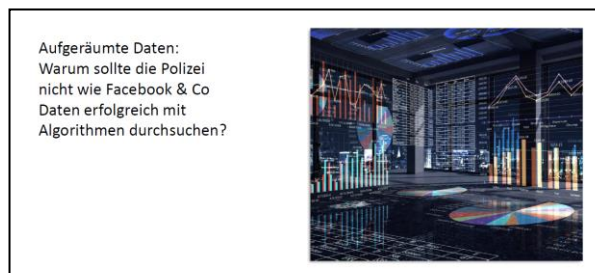 Aufgeräumte Daten:
Warum sollte die Polizei
nicht wie Facebook & Co
Daten erfolgreich mit
Algorithmen durchsuchen?